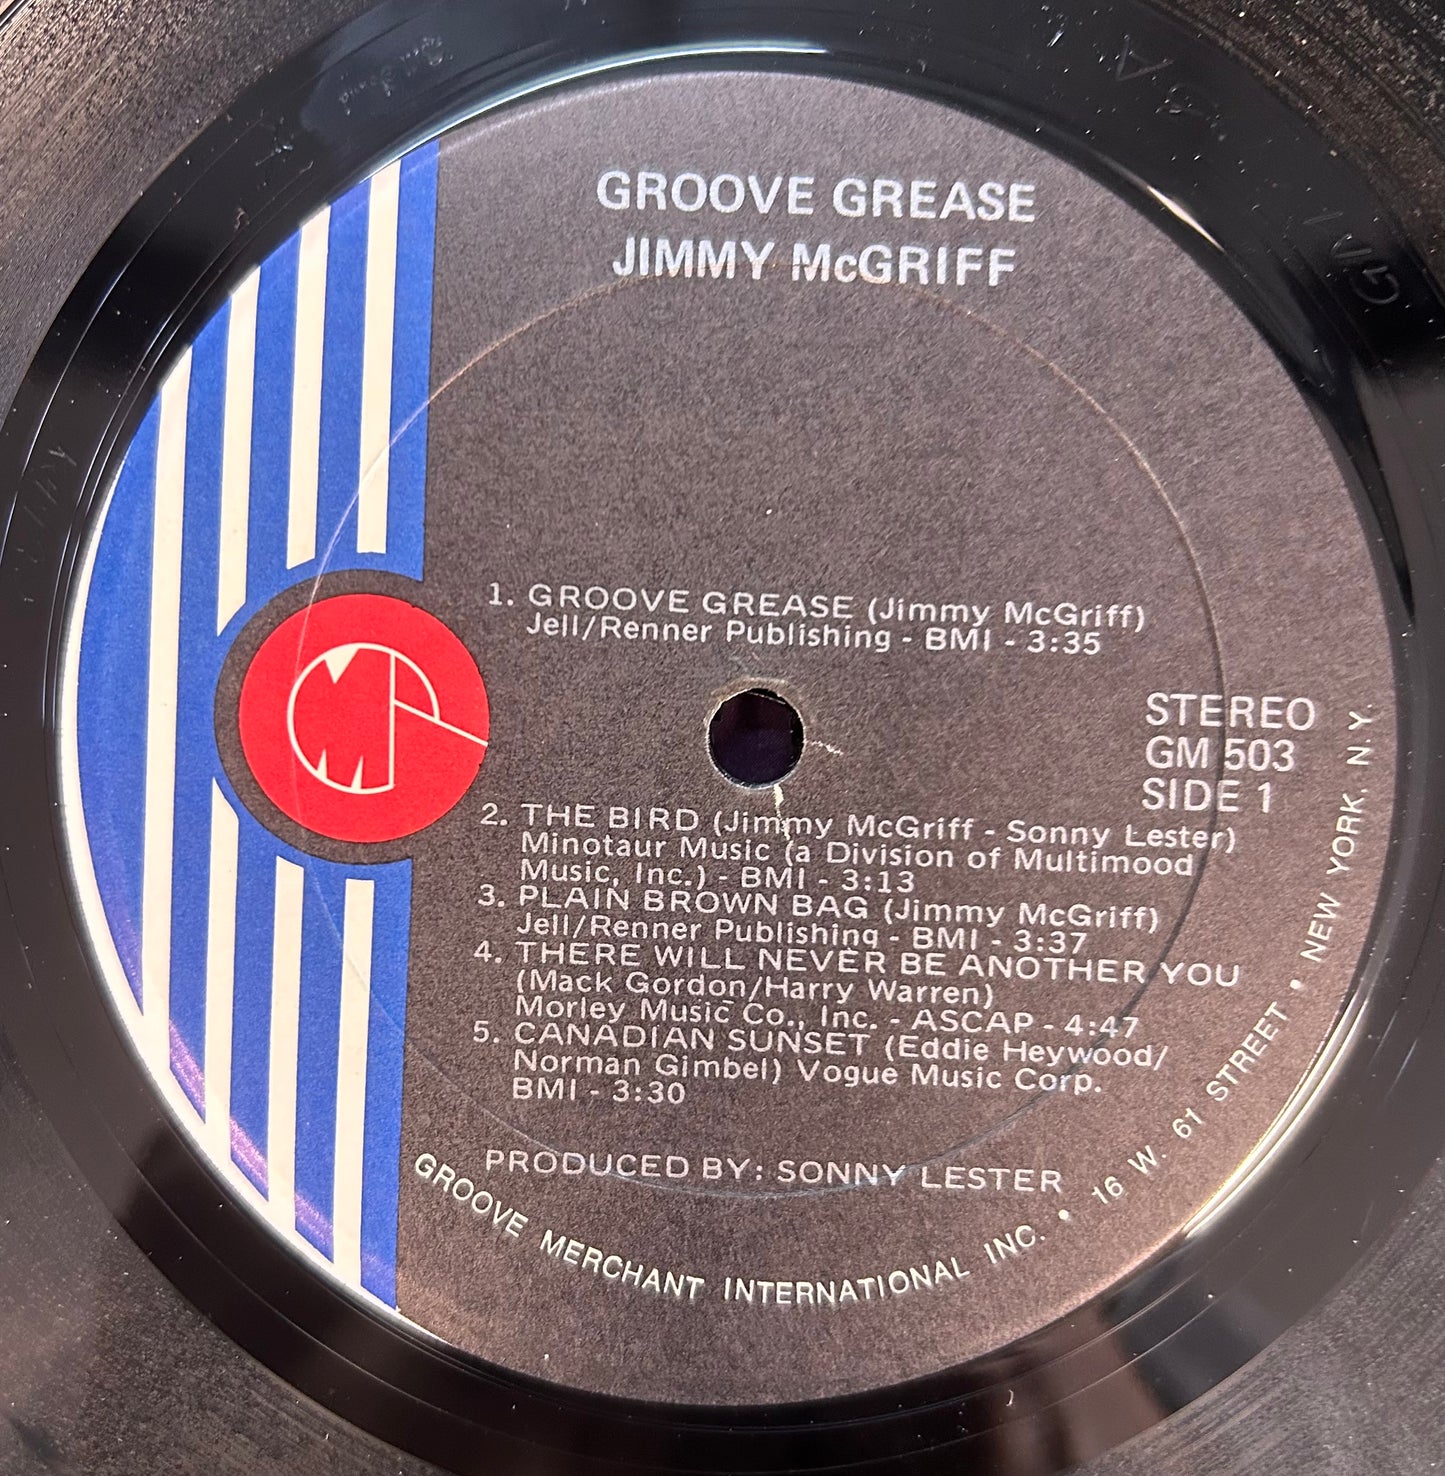 GROOVE GREASE
JIMMY McGRIFF
1. GROOVE GREASE (Jimmy McGriff)
Jell/Renner Publishing - BMI - 3:35
STEREO
GM 503
SIDE 1
2. THE BIRD (Jimmy McGriff - Sonny Lester)
Minotaur Music (a Division of Multimood
Music, Inc.) - BMI - 3:13
3. PLAIN BROWN BAG (Jimmy McGriff)
Jell/Renner Publishing - BMI - 3:37
4. THERE WILL NEVER BE ANOTHER YOU
(Mack Gordon/Harry Warren)
Morley Music Co., Inc. - ASCAP - 4:47
5. CANADIAN SUNSET (Eddie Heywood/
Norman Gimbel) Vogue Music Corp.
BMI - 3:30
PRODUCED BY: SONNY LESTER
GROOVE MERCHANT INTERNATIONAL INC. • 16 W. 61 STREET • NEW YORK, N.Y.